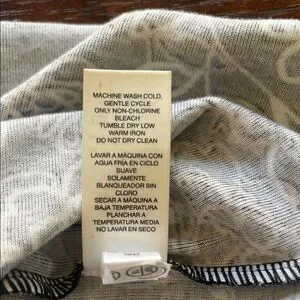 MACHINE WASH COLD,
GENTLE CYCLE
ONLY NON-CHLORINE
BLEACH
TUMBLE DRY LOW
WARM IRON
DO NOT DRY CLEAN
LAVAR A MÁQUINA CON
AGUA FRÍA EN CICLO
SUAVE
SOLAMENTE
BLANQUEADOR SIN
CLORO
SECAR A MÁQUINA A
BAJA TEMPERATURA
PLANCHAR A
TEMPERATURA MEDIA
NO LAVAR EN SECO